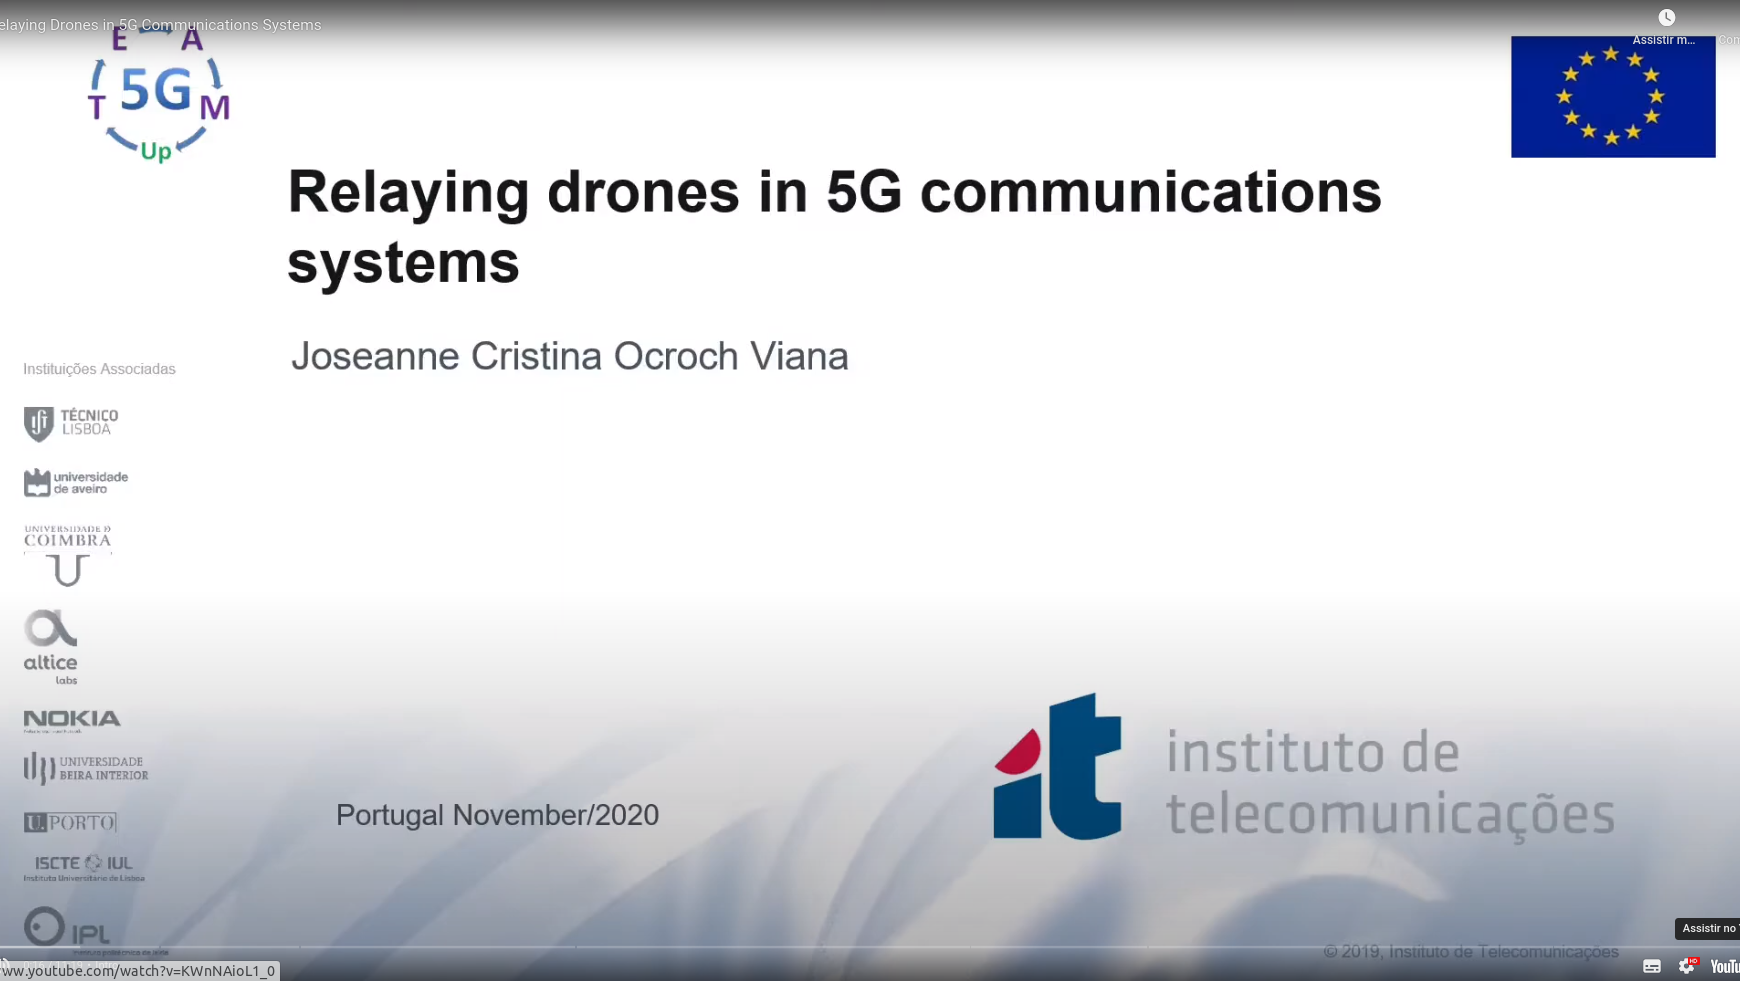 elaying Drones in 5G Communications Systems
Assistir m...
E A
T 5G M
Up
Relaying drones in 5G communications
systems
Joseanne Cristina Ocroch Viana
Instituições Associadas
TÉCNICO
LISBOA
universidade
de aveiro
UNIVERSIDADE D
COIMBRA
altice
labs
NOKIA
UNIVERSIDADE
BEIRA INTERIOR
U. PORTO
ISCTE IUL
Instituto Universitário de Lisboa
IPL
instituto de
telecomunicações
Portugal November/2020
Assistir no
© 2019, Instituto de Telecomunicações
ww.youtube.com/watch?v=KWnNAioL1_0
HD
YouTu